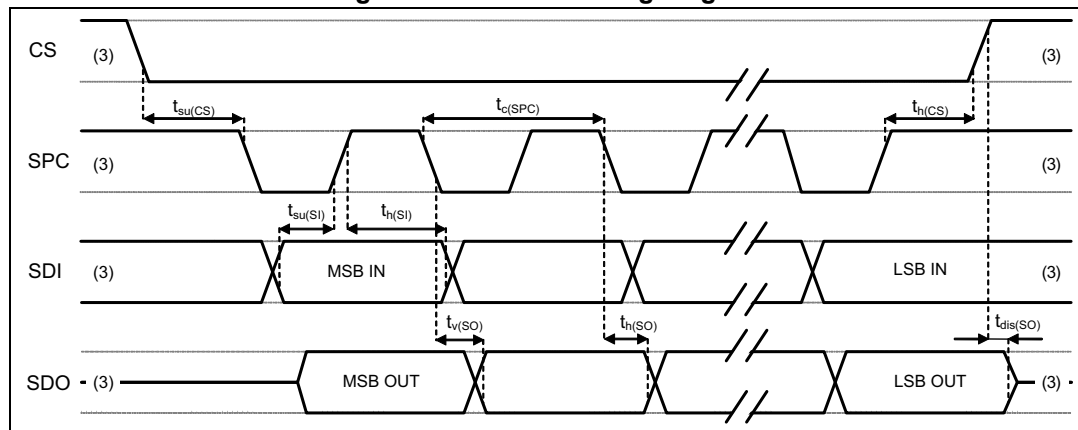 CS (3) (3)
tsu(CS) tc(SPC) th(CS)
SPC (3) (3)
tsu(SI) th(SI)
SDI (3) MSB IN LSB IN (3)
tv(SO) th(SO) tdis(SO)
SDO (3) MSB OUT LSB OUT (3)